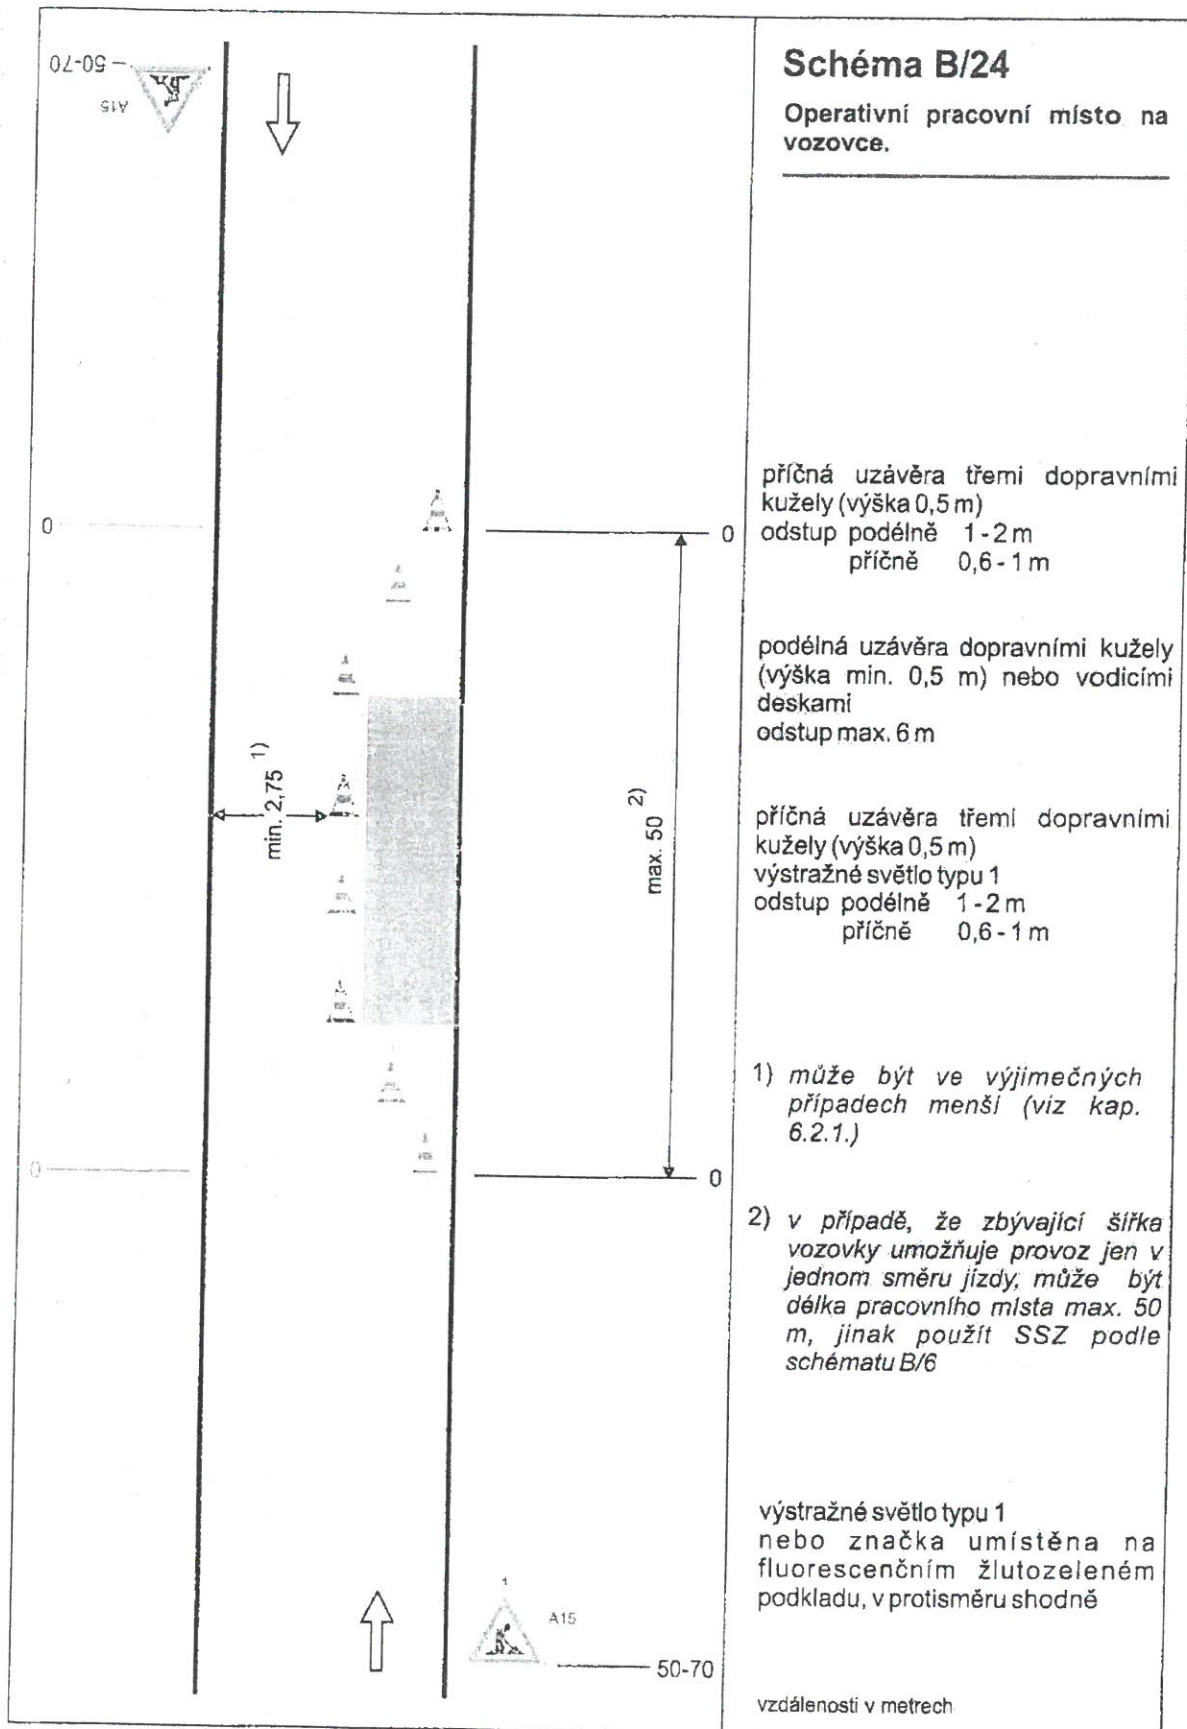 50-70
A15
0
0
min. 2,75 1)
max. 50 2)
0
0
1
A15
50-70
Schéma B/24
Operativní pracovní místo na
vozovce.
příčná uzávěra třemi dopravními
kužely (výška 0,5 m)
odstup podélně 1-2 m
příčně 0,6-1 m
podélná uzávěra dopravními kužely
(výška min. 0,5 m) nebo vodicími
deskami
odstup max. 6 m
příčná uzávěra třemi dopravními
kužely (výška 0,5 m)
výstražné světlo typu 1
odstup podélně 1-2 m
příčně 0,6-1 m
1) může být ve výjimečných
případech menší (viz kap.
6.2.1.)
2) v případě, že zbývající šířka
vozovky umožňuje provoz jen v
jednom směru jízdy, může být
délka pracovního místa max. 50
m, jinak použít SSZ podle
schématu B/6
výstražné světlo typu 1
nebo značka umístěna na
fluorescenčním žlutozeleném
podkladu, v protisměru shodně
vzdálenosti v metrech